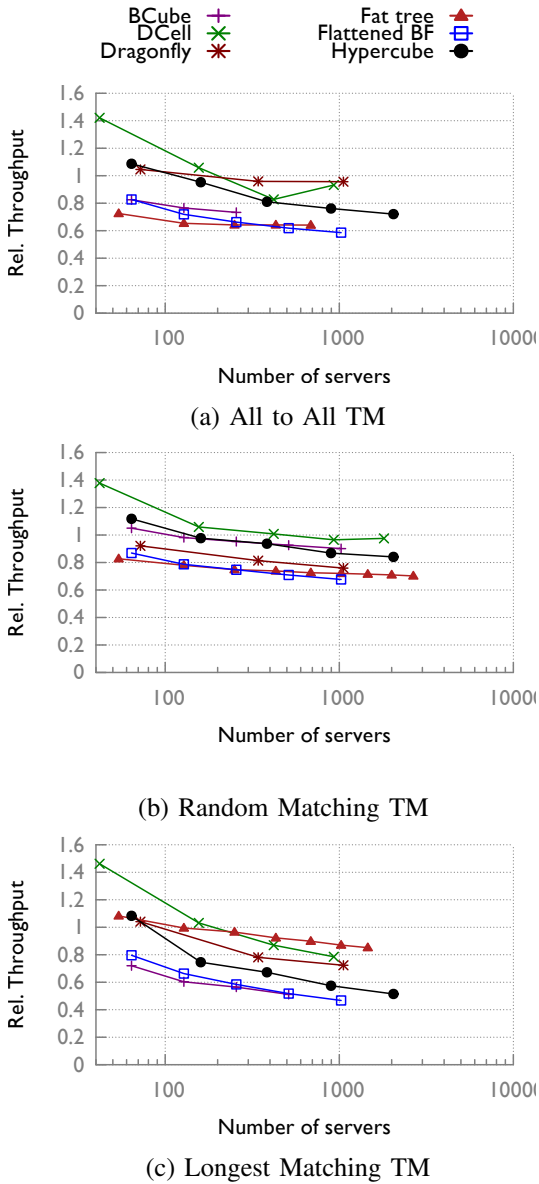 BCube Fat tree
DCell Flattened BF
Dragonfly Hypercube
1.6
1.4
1.2
1
0.8
0.6
0.4
0.2
0
Rel. Throughput
100 1000 10000
Number of servers
(a) All to All TM
1.6
1.4
1.2
1
0.8
0.6
0.4
0.2
0
Rel. Throughput
100 1000 10000
Number of servers
(b) Random Matching TM
1.6
1.4
1.2
1
0.8
0.6
0.4
0.2
0
Rel. Throughput
100 1000 10000
Number of servers
(c) Longest Matching TM